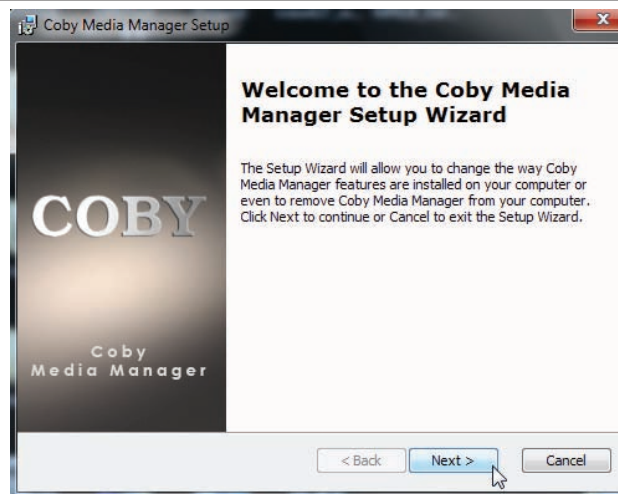 Coby Media Manager Setup
Welcome to the Coby Media
Manager Setup Wizard
The Setup Wizard will allow you to change the way Coby
Media Manager features are installed on your computer or
even to remove Coby Media Manager from your computer.
Click Next to continue or Cancel to exit the Setup Wizard.
COBY
Coby
Media Manager
< Back
Next >
Cancel